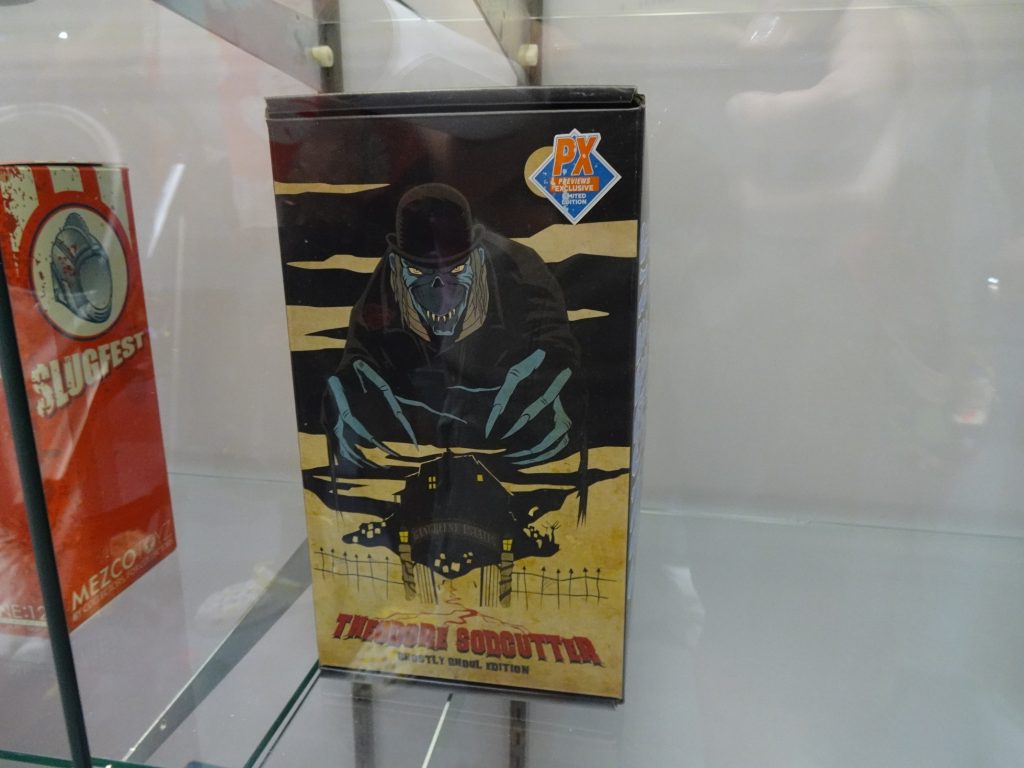 SLUGFEST
MEZCO
PX
PREVIEWS
EXCLUSIVE
LIMITED
EDITION
THEODORE SODCUTTER
GHOSTLY GHOUL EDITION